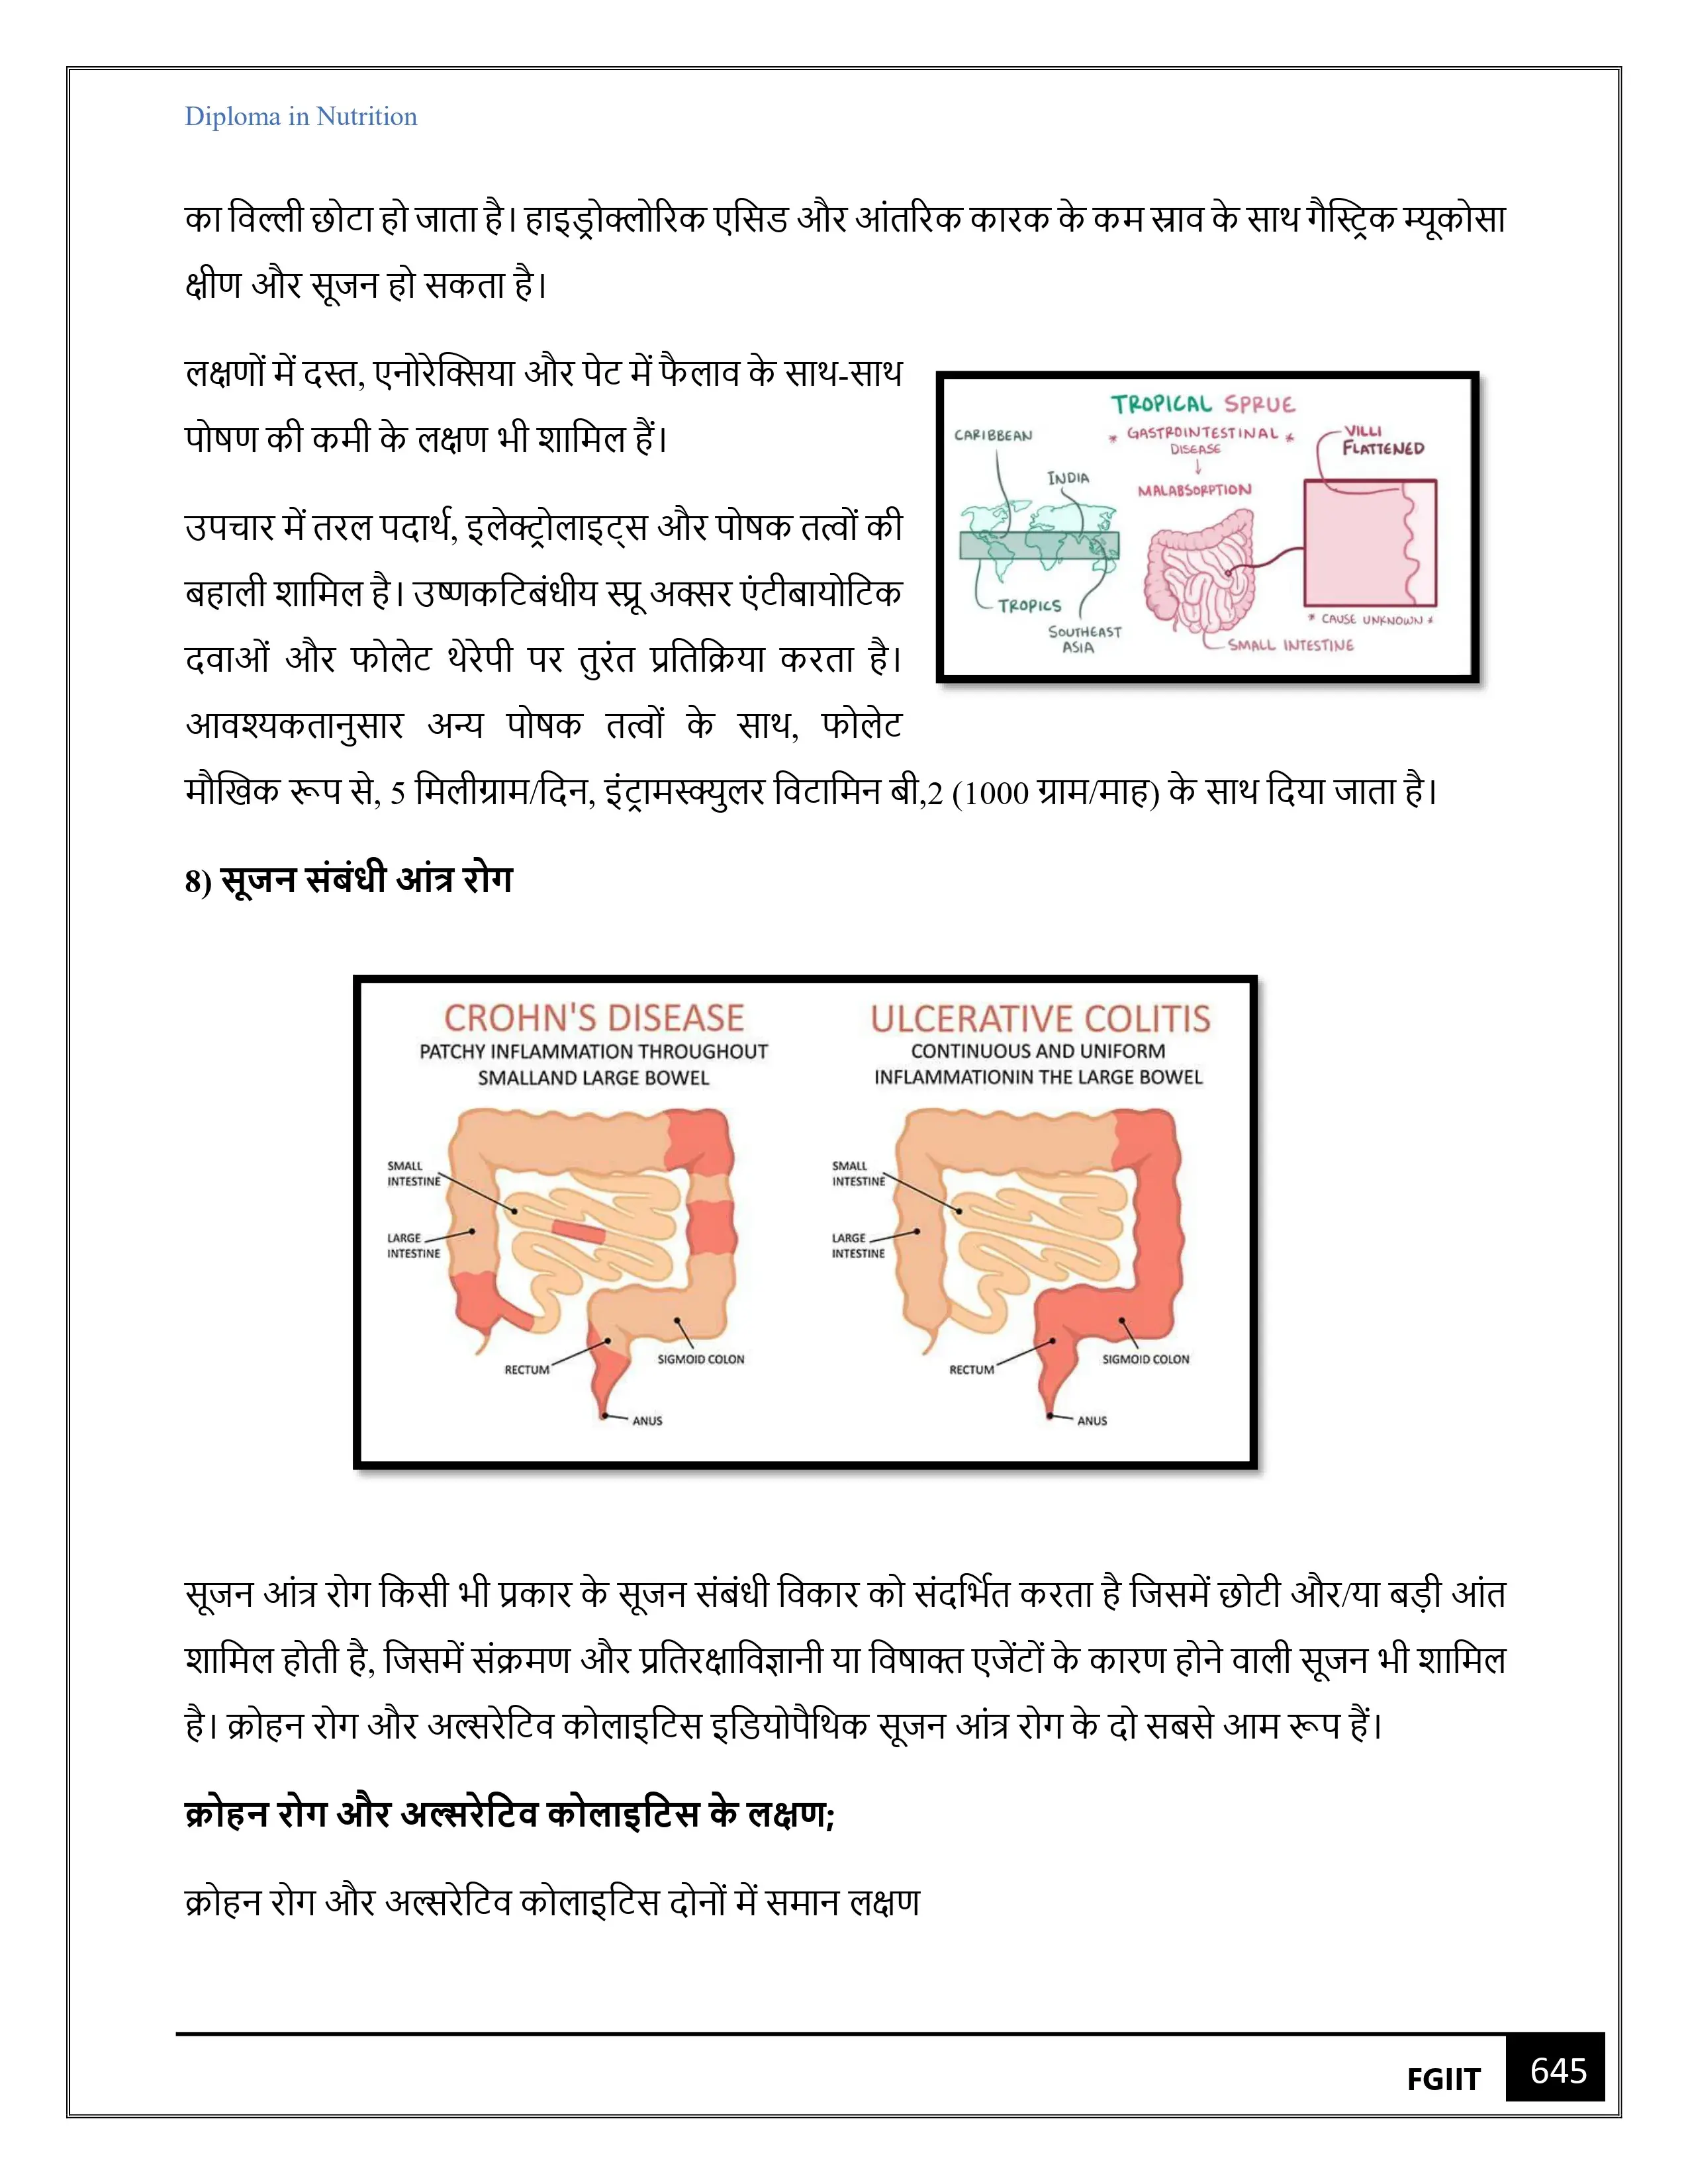 Diploma in Nutrition
का विल्ली छोटा हो जाता है। हाइड्रोक्लोरिक एसिड और आंतरिक कारक के कम स्राव के साथ गैस्ट्रिक म्यूकोसा
क्षीण और सूजन हो सकता है।
लक्षणों में दस्त, एनोरेक्सिया और पेट में फैलाव के साथ-साथ
पोषण की कमी के लक्षण भी शामिल हैं।
उपचार में तरल पदार्थ, इलेक्ट्रोलाइट्स और पोषक तत्वों की
बहाली शामिल है। उष्णकटिबंधीय स्प्रू अक्सर एंटीबायोटिक
दवाओं और फोलेट थेरेपी पर तुरंत प्रतिक्रिया करता है।
आवश्यकतानुसार अन्य पोषक तत्वों के साथ, फोलेट
मौखिक रूप से, 5 मिलीग्राम/दिन, इंट्रामस्क्युलर विटामिन बी,2 (1000 ग्राम/माह) के साथ दिया जाता है।
TROPICAL SPRUE
* GASTROINTESTINAL *
DISEASE
MALABSORPTION
CARIBBEAN
INDIA
TROPICS
SOUTHEAST
ASIA
VILLI
FLATTENED
* CAUSE UNKNOWN *
SMALL INTESTINE
8) सूजन संबंधी आंत्र रोग
CROHN'S DISEASE
PATCHY INFLAMMATION THROUGHOUT
SMALLAND LARGE BOWEL
SMALL
INTESTINE
LARGE
INTESTINE
RECTUM
SIGMOID COLON
ANUS
ULCERATIVE COLITIS
CONTINUOUS AND UNIFORM
INFLAMMATIONIN THE LARGE BOWEL
SMALL
INTESTINE
LARGE
INTESTINE
RECTUM
SIGMOID COLON
ANUS
सूजन आंत्र रोग किसी भी प्रकार के सूजन संबंधी विकार को संदर्भित करता है जिसमें छोटी और/या बड़ी आंत
शामिल होती है, जिसमें संक्रमण और प्रतिरक्षाविज्ञानी या विषाक्त एजेंटों के कारण होने वाली सूजन भी शामिल
है। क्रोहन रोग और अल्सरेटिव कोलाइटिस इडियोपैथिक सूजन आंत्र रोग के दो सबसे आम रूप हैं।
क्रोहन रोग और अल्सरेटिव कोलाइटिस के लक्षण;
क्रोहन रोग और अल्सरेटिव कोलाइटिस दोनों में समान लक्षण
FGIIT
645